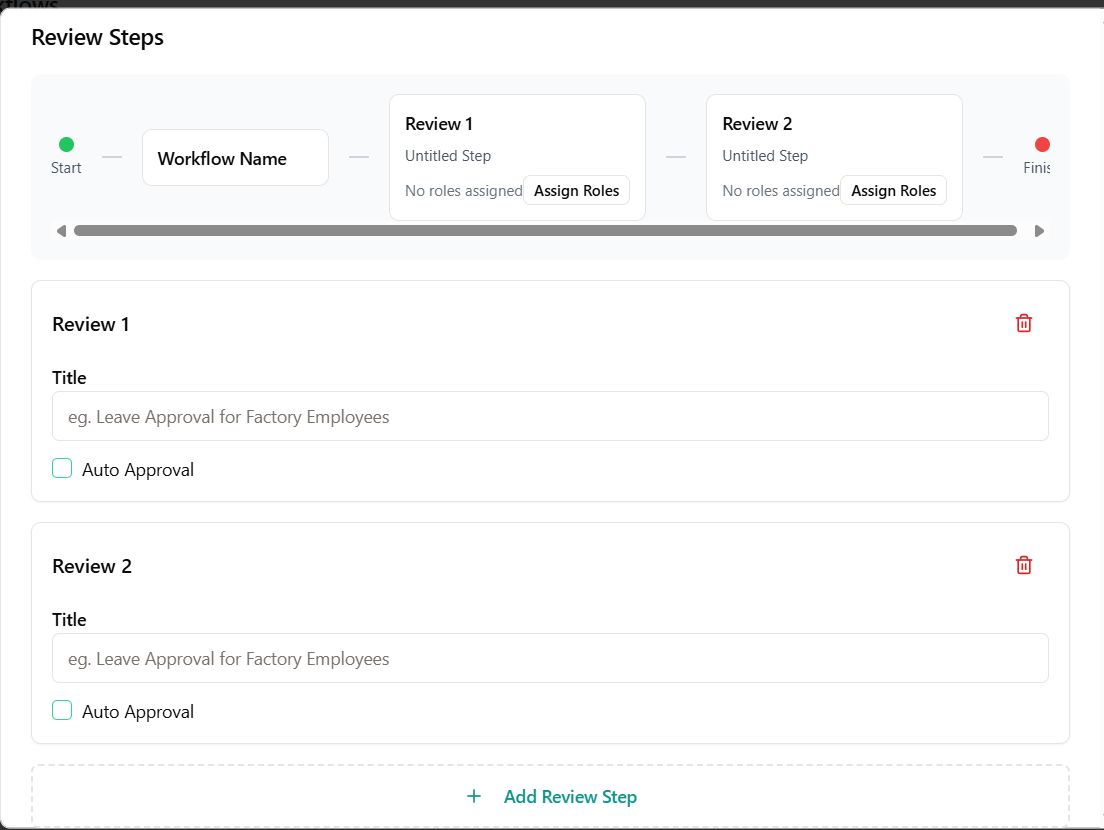 Review Steps
Start
Workflow Name
Review 1
Untitled Step
No roles assigned Assign Roles
Review 2
Untitled Step
No roles assigned Assign Roles
Finis
Review 1
Title
eg. Leave Approval for Factory Employees
Auto Approval
Review 2
Title
eg. Leave Approval for Factory Employees
Auto Approval
+ Add Review Step